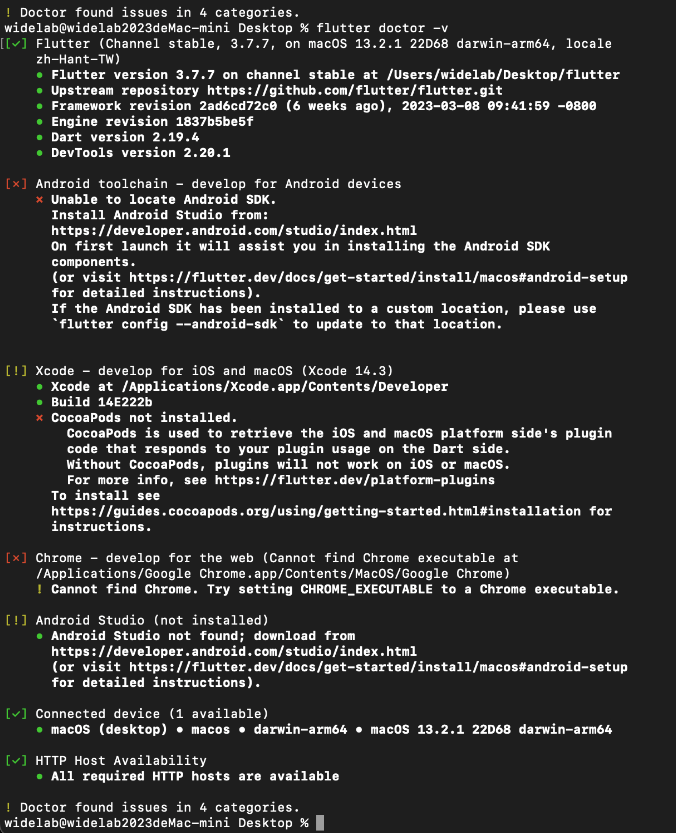 ! Doctor found issues in 4 categories.
widelab@widelab2023deMac-mini Desktop % flutter doctor -v
[[✓] Flutter (Channel stable, 3.7.7, on macOS 13.2.1 22D68 darwin-arm64, locale
zh-Hant-TW)
• Flutter version 3.7.7 on channel stable at /Users/widelab/Desktop/flutter
• Upstream repository https://github.com/flutter/flutter.git
• Framework revision 2ad6cd72c0 (6 weeks ago), 2023-03-08 09:41:59 -0800
• Engine revision 1837b5be5f
• Dart version 2.19.4
• DevTools version 2.20.1
[✗] Android toolchain - develop for Android devices
✗ Unable to locate Android SDK.
Install Android Studio from:
https://developer.android.com/studio/index.html
On first launch it will assist you in installing the Android SDK
components.
(or visit https://flutter.dev/docs/get-started/install/macos#android-setup
for detailed instructions).
If the Android SDK has been installed to a custom location, please use
`flutter config --android-sdk` to update to that location.
[!] Xcode - develop for iOS and macOS (Xcode 14.3)
• Xcode at /Applications/Xcode.app/Contents/Developer
• Build 14E222b
✗ CocoaPods not installed.
CocoaPods is used to retrieve the iOS and macOS platform side's plugin
code that responds to your plugin usage on the Dart side.
Without CocoaPods, plugins will not work on iOS or macOS.
For more info, see https://flutter.dev/platform-plugins
To install see
https://guides.cocoapods.org/using/getting-started.html#installation for
instructions.
[✗] Chrome - develop for the web (Cannot find Chrome executable at
/Applications/Google Chrome.app/Contents/MacOS/Google Chrome)
! Cannot find Chrome. Try setting CHROME_EXECUTABLE to a Chrome executable.
[!] Android Studio (not installed)
• Android Studio not found; download from
https://developer.android.com/studio/index.html
(or visit https://flutter.dev/docs/get-started/install/macos#android-setup
for detailed instructions).
[✓] Connected device (1 available)
• macOS (desktop) • macos • darwin-arm64 • macOS 13.2.1 22D68 darwin-arm64
[✓] HTTP Host Availability
• All required HTTP hosts are available
! Doctor found issues in 4 categories.
widelab@widelab2023deMac-mini Desktop %